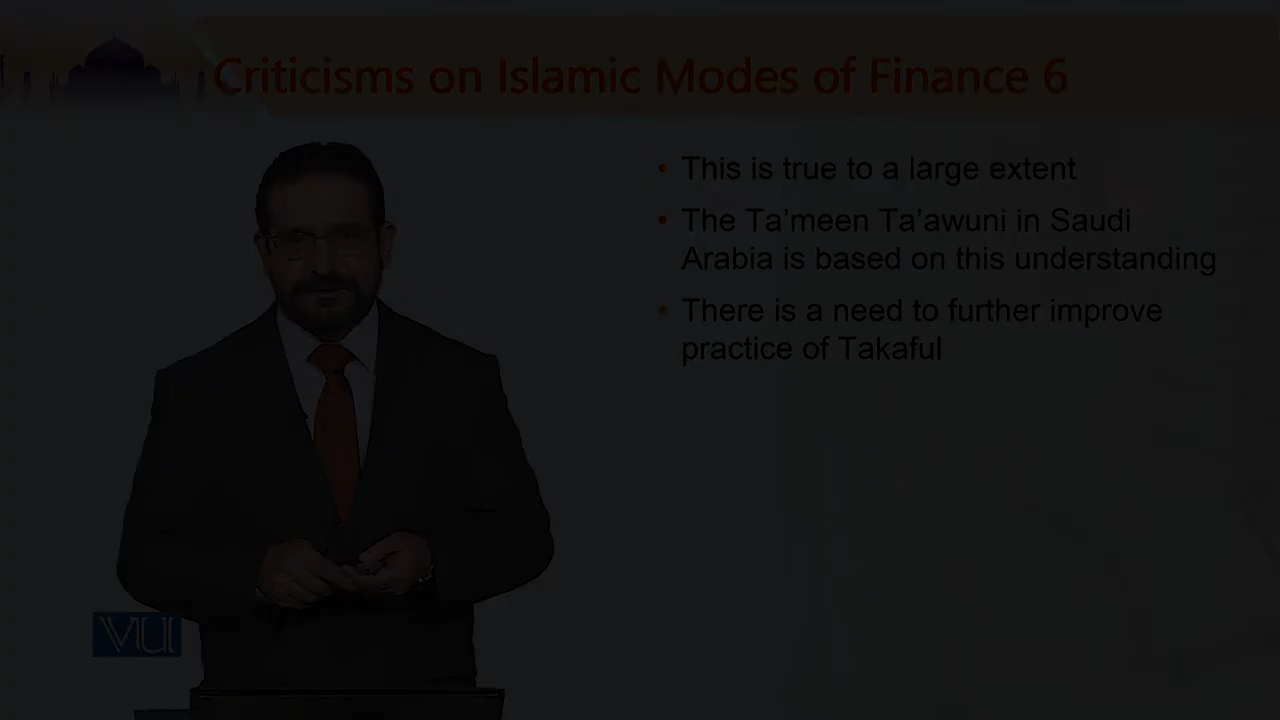 Criticisms on Islamic Modes of Finance 6
• This is true to a large extent
• The Ta’meen Ta’awuni in Saudi
Arabia is based on this understanding
• There is a need to further improve
practice of Takaful
VU